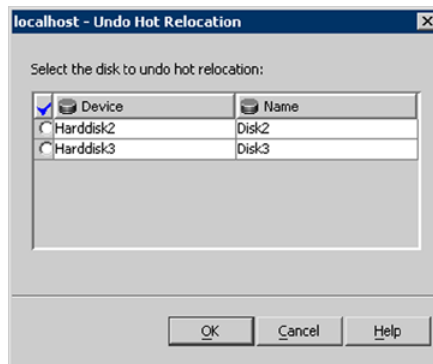 localhost - Undo Hot Relocation
Select the disk to undo hot relocation:
Device Name
Harddisk2 Disk2
Harddisk3 Disk3
OK Cancel Help